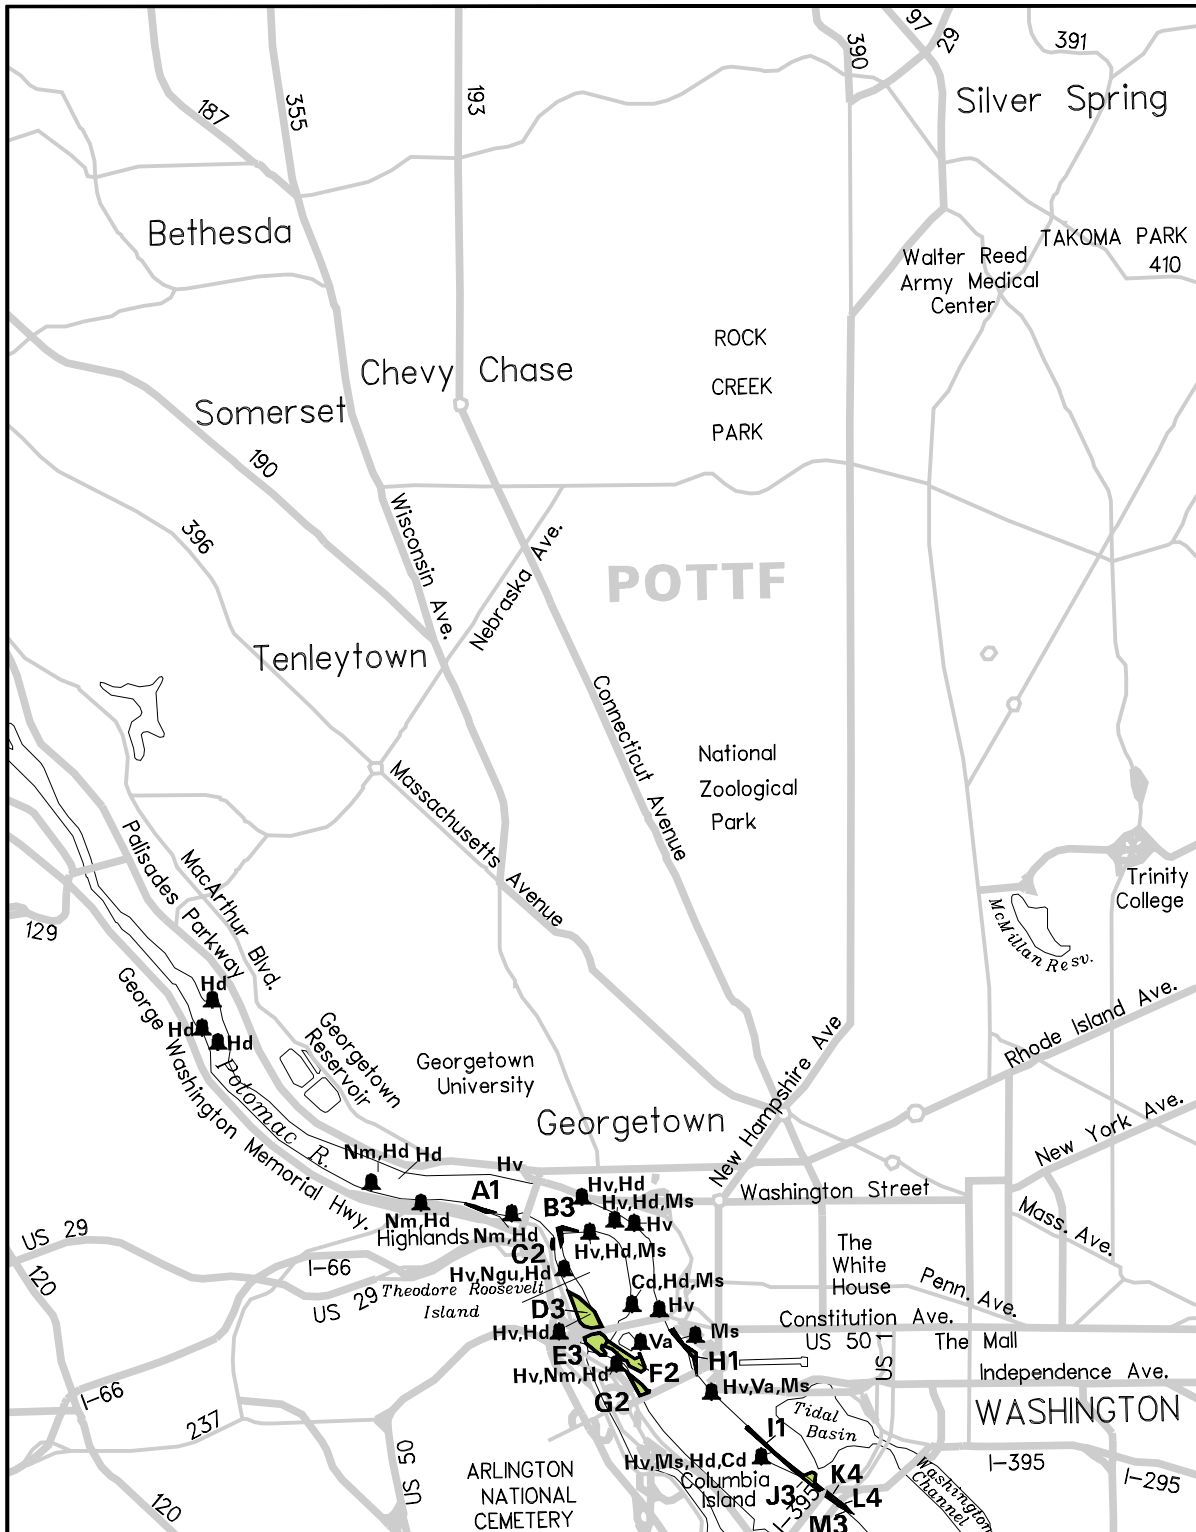 97
29
390
391
187
355
193
Silver Spring
Bethesda
TAKOMA PARK
410
Walter Reed
Army Medical
Center
ROCK
CREEK
PARK
Chevy Chase
Somerset
190
396
Wisconsin Ave.
Nebraska Ave.
POTTF
Tenleytown
Connecticut Avenue
National
Zoological
Park
Massachusetts Avenue
Palisades Parkway
MacArthur Blvd.
Trinity
College
McMillan Resv.
129
George Washington Memorial Hwy.
Hd
Hd
Hd
Potomac R.
Georgetown
Reservoir
Georgetown
University
Rhode Island Ave.
New Hampshire Ave
Georgetown
New York Ave.
Nm,Hd
Hd
Hv
A1
Hv,Hd
Hv,Hd,Ms
Hv
B3
Washington Street
Mass. Ave.
Nm,Hd
Highlands
Nm,Hd
C2
Hv,Hd,Ms
US 29
I-66
120
US 29
Hv,Ngu,Hd
Theodore Roosevelt
Island
Cd,Hd,Ms
Hv
The
White
House
Penn. Ave.
D3
Constitution Ave.
Hv,Hd
Va
Ms
US 50
US 1
The Mall
E3
F2
H1
Hv,Nm,Hd
G2
Independence Ave.
Hv,Va,Ms
I-66
237
US 50
Tidal
Basin
WASHINGTON
I1
Hv,Ms,Hd,Cd
Columbia
Island
J3
K4
L4
M3
I-395
I-395
I-295
Washington
Channel
ARLINGTON
NATIONAL
CEMETERY
120